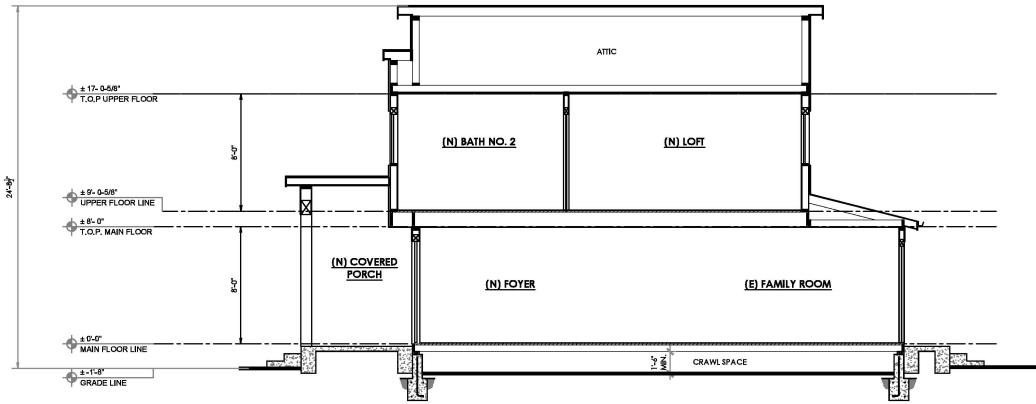 ATTIC
± 17- 0-5/8"
T.O.P UPPER FLOOR
(N) BATH NO. 2
(N) LOFT
8'-0"
24'-8½"
± 9'- 0-5/8"
UPPER FLOOR LINE
± 8'- 0"
T.O.P. MAIN FLOOR
(N) COVERED
PORCH
(N) FOYER
(E) FAMILY ROOM
8'-0"
± 0'-0"
MAIN FLOOR LINE
1'-6"
MIN.
CRAWL SPACE
± -1'-8"
GRADE LINE